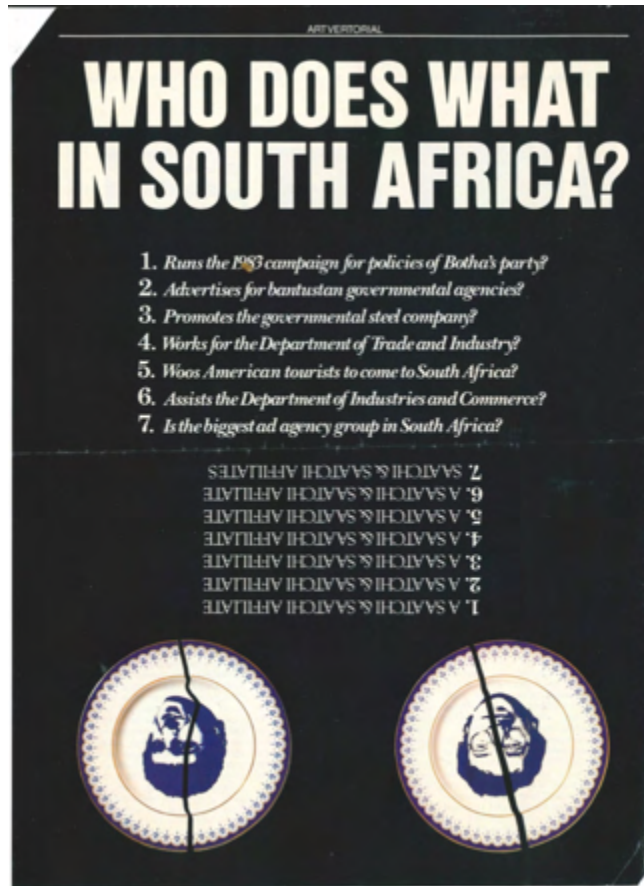 ARTVERTORIAL
WHO DOES WHAT
IN SOUTH AFRICA?
1. Runs the 1983 campaign for policies of Botha's party?
2. Advertises for bantustan governmental agencies?
3. Promotes the governmental steel company?
4. Works for the Department of Trade and Industry?
5. Woos American tourists to come to South Africa?
6. Assists the Department of Industries and Commerce?
7. Is the biggest ad agency group in South Africa?
1. A SAATCHI & SAATCHI AFFILIATE
2. A SAATCHI & SAATCHI AFFILIATE
3. A SAATCHI & SAATCHI AFFILIATE
4. A SAATCHI & SAATCHI AFFILIATE
5. A SAATCHI & SAATCHI AFFILIATE
6. A SAATCHI & SAATCHI AFFILIATE
7. SAATCHI & SAATCHI AFFILIATES